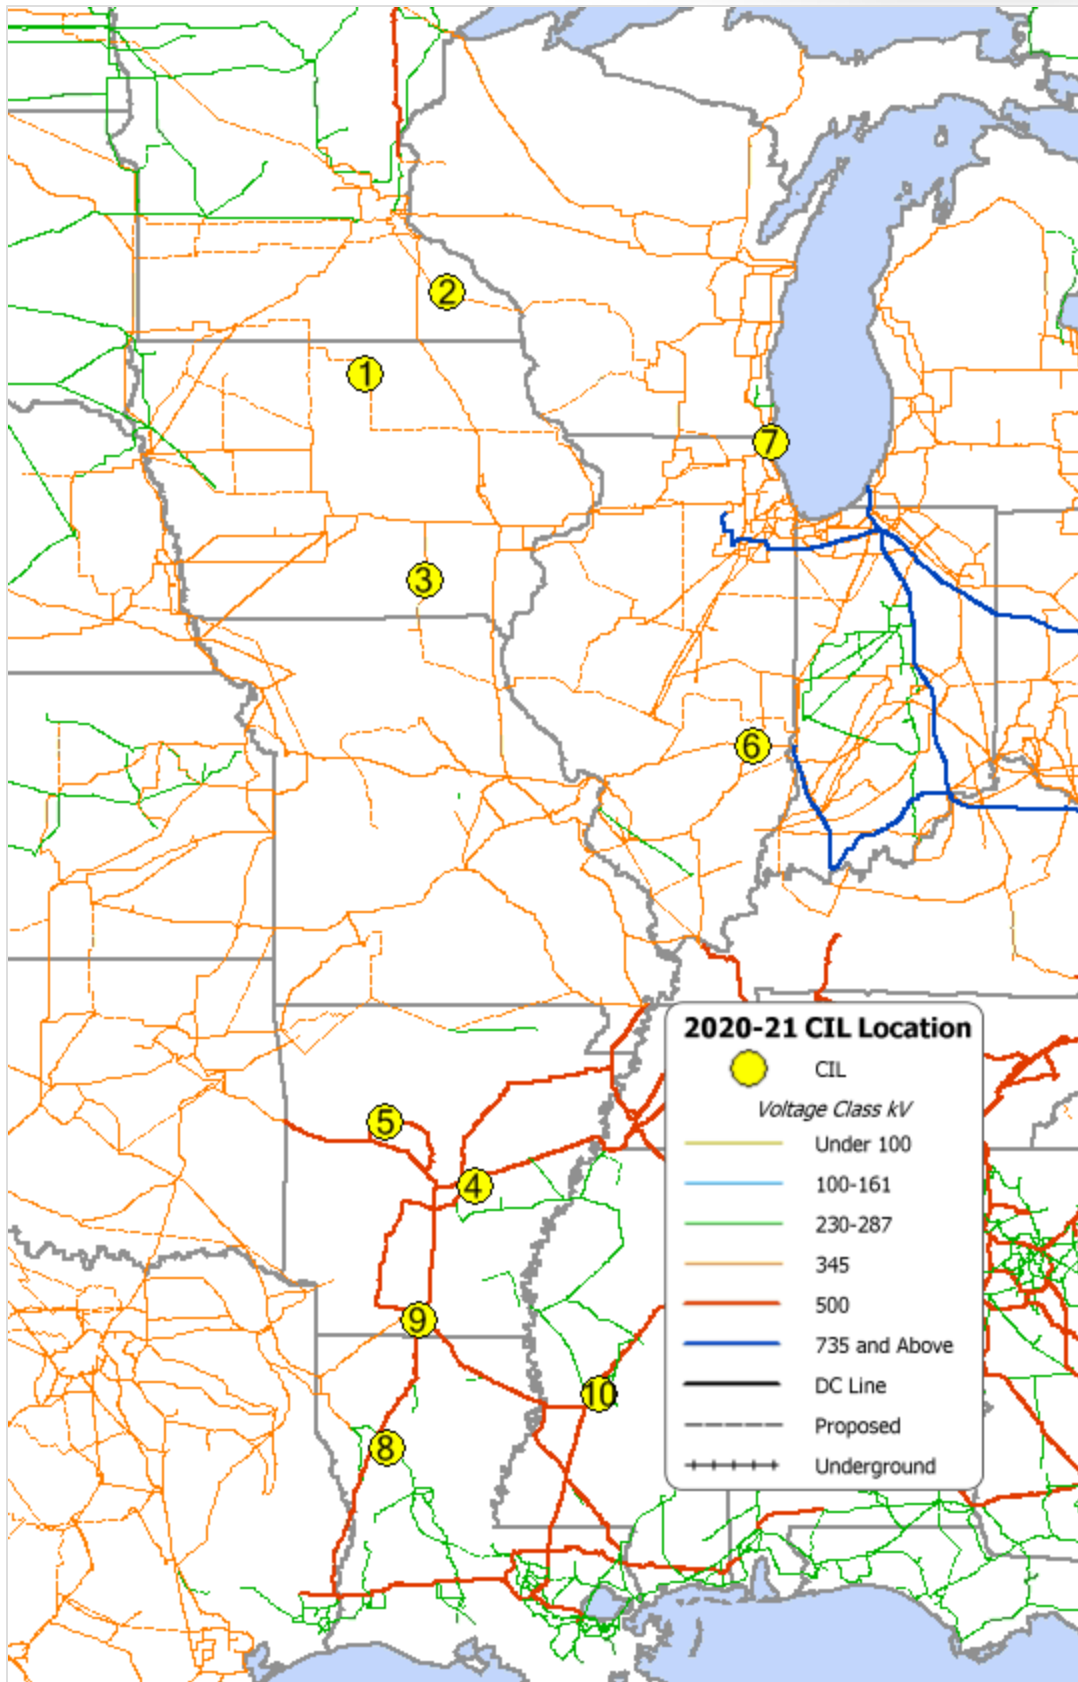 2
1
7
3
6
2020-21 CIL Location
CIL
Voltage Class kV
Under 100
100-161
230-287
345
500
735 and Above
DC Line
Proposed
Underground
5
4
9
10
8